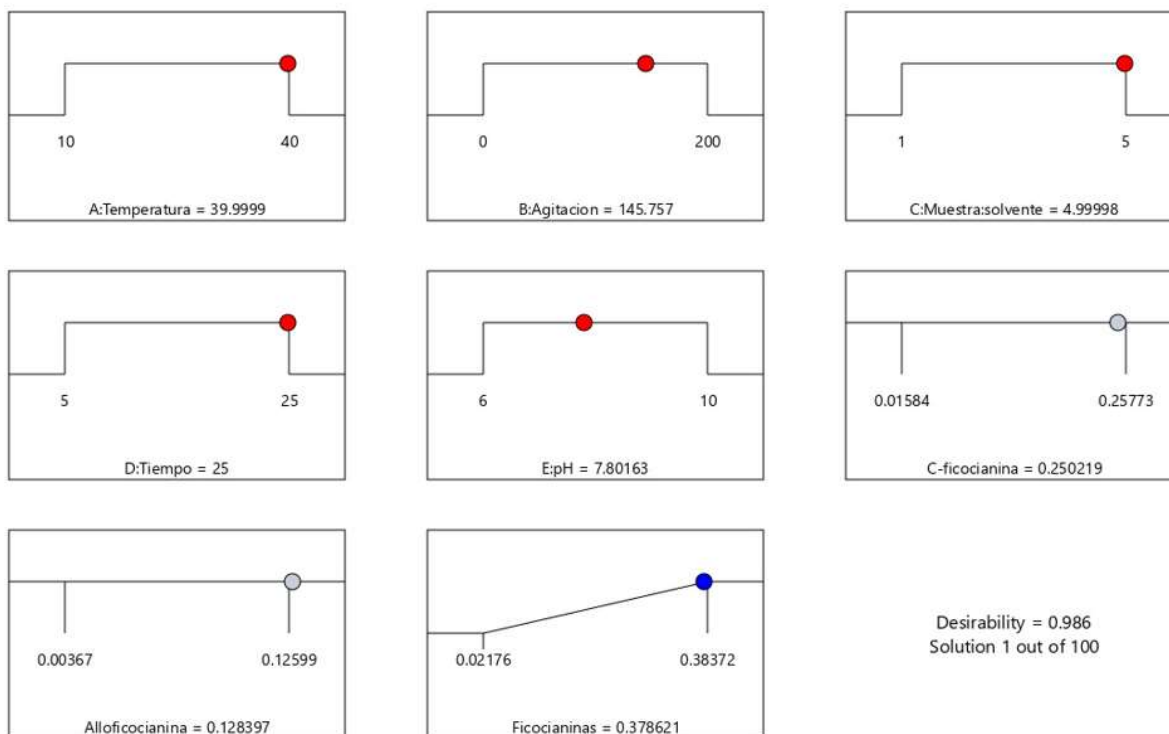 10 40
A:Temperatura = 39.9999
0 200
B:Agitacion = 145.757
1 5
C:Muestra:solvente = 4.99998
5 25
D:Tiempo = 25
6 10
E:pH = 7.80163
0.01584 0.25773
C-ficocianina = 0.250219
0.00367 0.12599
Alloficocianina = 0.128397
0.02176 0.38372
Ficocianinas = 0.378621
Desirability = 0.986
Solution 1 out of 100